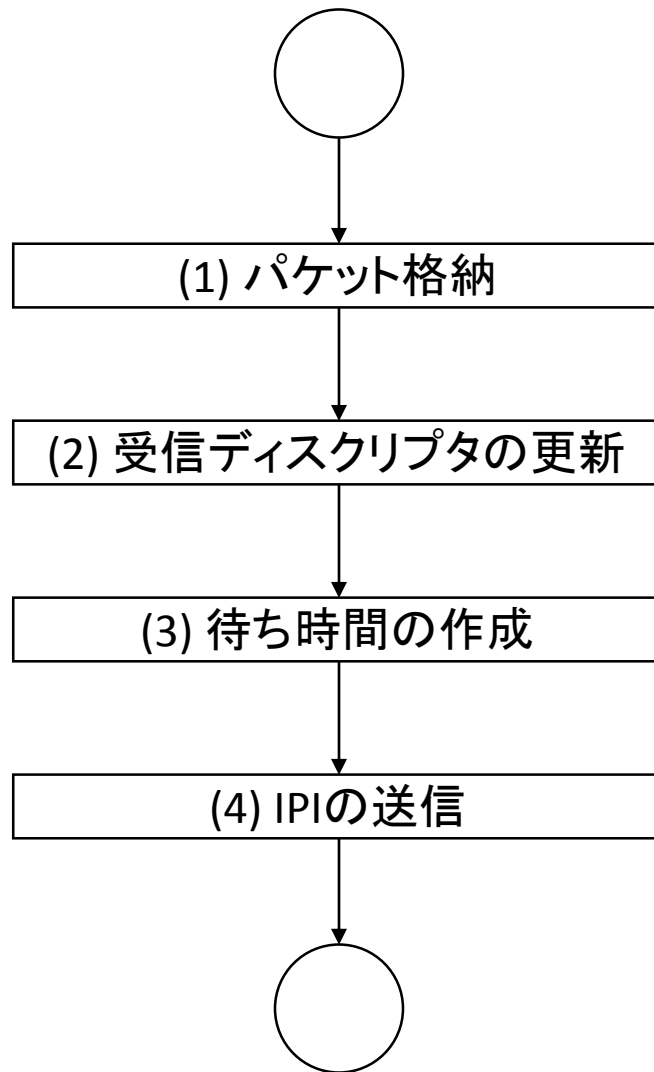 (1) パケット格納
(2) 受信ディスクリプタの更新
(3) 待ち時間の作成
(4) IPIの送信